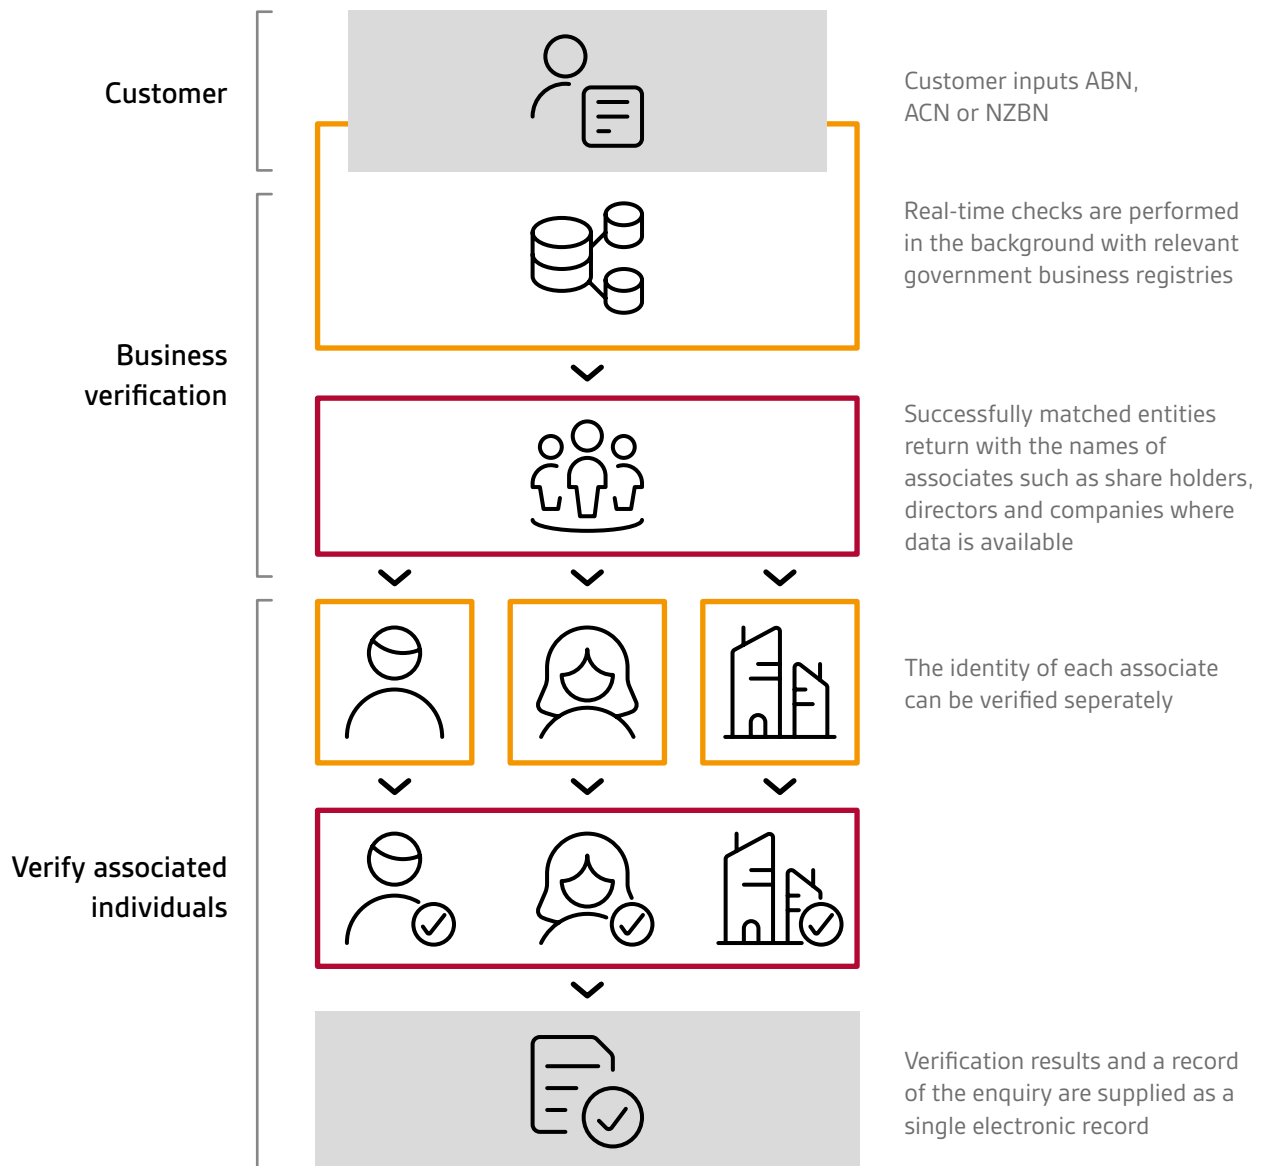 Customer
Customer inputs ABN,
ACN or NZBN
Real-time checks are performed
in the background with relevant
government business registries
Business
verification
Successfully matched entities
return with the names of
associates such as share holders,
directors and companies where
data is available
The identity of each associate
can be verified seperately
Verify associated
individuals
Verification results and a record
of the enquiry are supplied as a
single electronic record